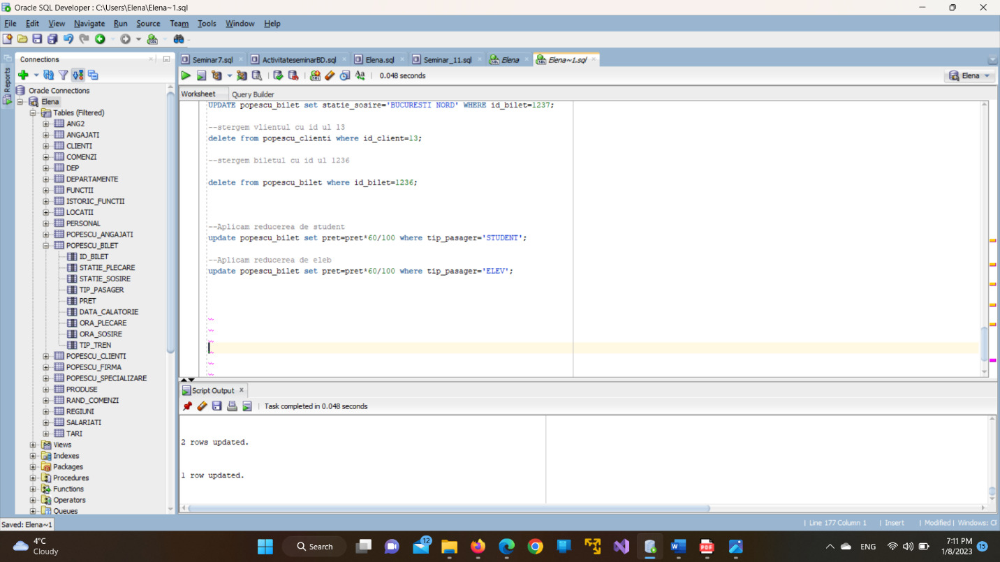 Oracle SQL Developer : C:\Users\Elena\Elena~1.sql
File Edit View Navigate Run Source Team Tools Window Help
Connections
Seminar7.sql ActivitateseminarBD.sql Elena.sql Seminar_11.sql Elena Elena~1.sql
0.048 seconds
Elena
Reports
Worksheet Query Builder
Oracle Connections
Elena
Tables (Filtered)
ANG2
ANGAJATI
CLIENTI
COMENZI
DEP
DEPARTAMENTE
FUNCTII
ISTORIC_FUNCTII
LOCATII
PERSONAL
POPESCU_ANGAJATI
POPESCU_BILET
ID_BILET
STATIE_PLECARE
STATIE_SOSIRE
TIP_PASAGER
PRET
DATA_CALATORIE
ORA_PLECARE
ORA_SOSIRE
TIP_TREN
POPESCU_CLIENTI
POPESCU_FIRMA
POPESCU_SPECIALIZARE
PRODUSE
RAND_COMENZI
REGIUNI
SALARIATI
TARI
Views
Indexes
Packages
Procedures
Functions
Operators
Queues
UPDATE popescu_bilet set statie_sosire='BUCURESTI NORD' WHERE id_bilet=1237;
--stergem vlientul cu id ul 13
delete from popescu_clienti where id_client=13;
--stergem biletul cu id ul 1236
delete from popescu_bilet where id_bilet=1236;
--Aplicam reducerea de student
update popescu_bilet set pret=pret*60/100 where tip_pasager='STUDENT';
--Aplicam reducerea de eleb
update popescu_bilet set pret=pret*60/100 where tip_pasager='ELEV';
Script Output
Task completed in 0.048 seconds
2 rows updated.
1 row updated.
Saved: Elena~1
Line 177 Column 1 Insert Modified Windows: CF
4°C
Cloudy
Search
12
ENG
7:11 PM
1/8/2023
15